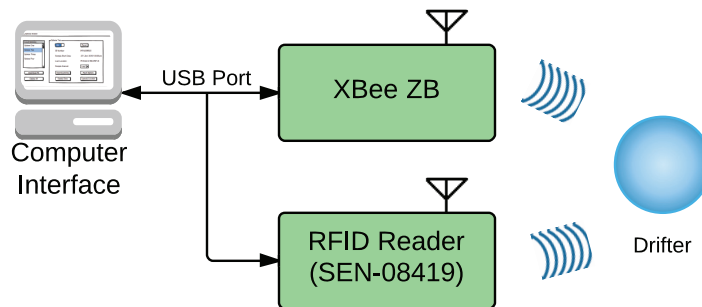 USB Port
XBee ZB
Computer
Interface
RFID Reader
(SEN-08419)
Drifter